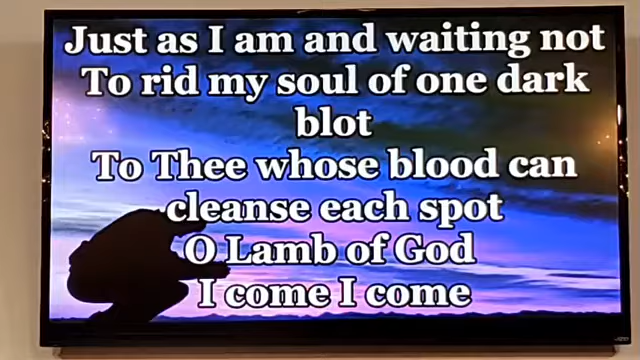 Just as I am and waiting not
To rid my soul of one dark
blot
To Thee whose blood can
cleanse each spot
O Lamb of God
I come I come